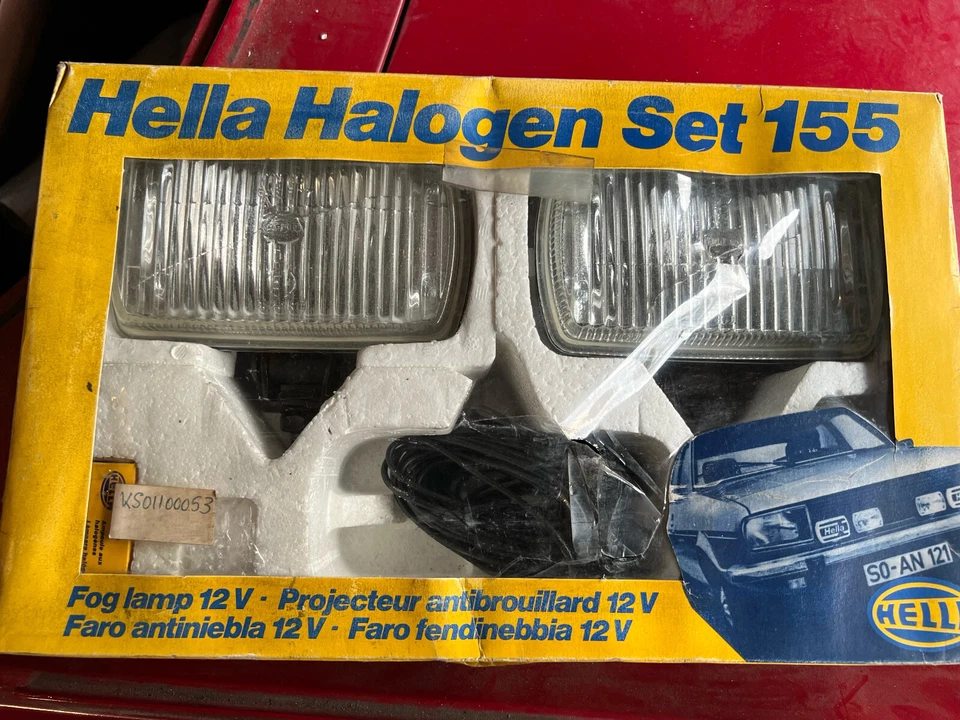 Hella Halogen Set 155
KS01100053
Hella
SO-AN 121
HELLA
Fog lamp 12 V · Projecteur antibrouillard 12 V
Faro antiniebla 12 V · Faro fendinebbia 12 V